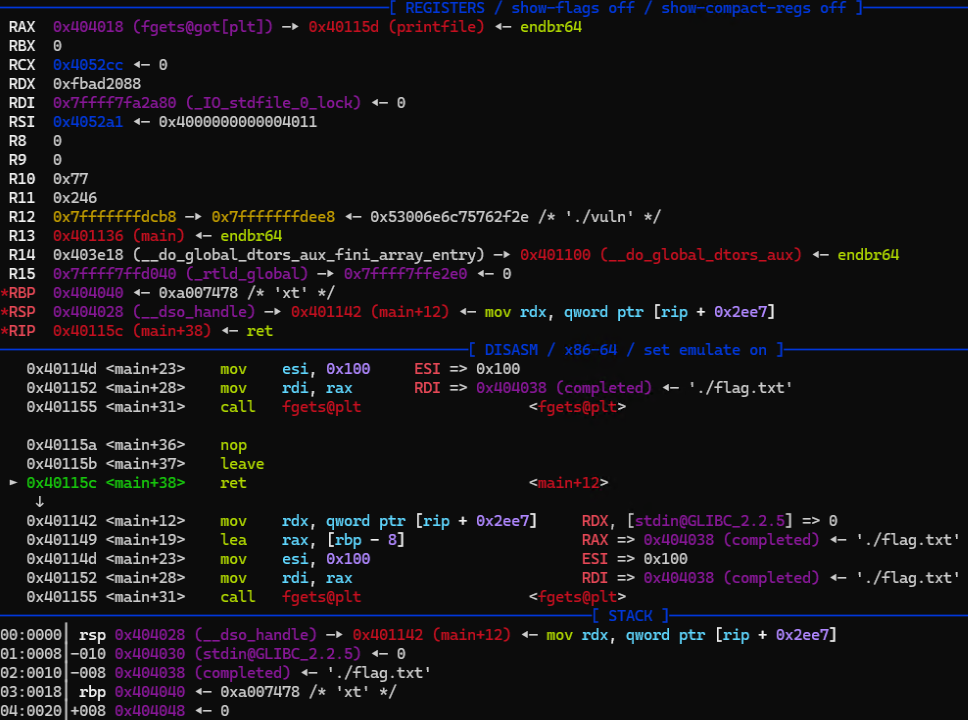 [ REGISTERS / show-flags off / show-compact-regs off ]
RAX  0x404018 (fgets@got[plt]) —▸ 0x40115d (printfile) ◂— endbr64
RBX  0
RCX  0x4052cc ◂— 0
RDX  0xfbad2088
RDI  0x7ffff7fa2a80 (_IO_stdfile_0_lock) ◂— 0
RSI  0x4052a1 ◂— 0x4000000000004011
R8   0
R9   0
R10  0x77
R11  0x246
R12  0x7fffffffdcb8 —▸ 0x7fffffffdee8 ◂— 0x53006e6c75762f2e /* './vuln' */
R13  0x401136 (main) ◂— endbr64
R14  0x403e18 (__do_global_dtors_aux_fini_array_entry) —▸ 0x401100 (__do_global_dtors_aux) ◂— endbr64
R15  0x7ffff7ffd040 (_rtld_global) —▸ 0x7ffff7ffe2e0 ◂— 0
*RBP  0x404040 ◂— 0xa007478 /* 'xt' */
*RSP  0x404028 (__dso_handle) —▸ 0x401142 (main+12) ◂— mov rdx, qword ptr [rip + 0x2ee7]
*RIP  0x40115c (main+38) ◂— ret
[ DISASM / x86-64 / set emulate on ]
0x40114d <main+23>    mov    esi, 0x100    ESI => 0x100
0x401152 <main+28>    mov    rdi, rax      RDI => 0x404038 (completed) ◂— './flag.txt'
0x401155 <main+31>    call   fgets@plt                  <fgets@plt>
0x40115a <main+36>    nop
0x40115b <main+37>    leave
► 0x40115c <main+38>    ret                                <main+12>
↓
0x401142 <main+12>    mov    rdx, qword ptr [rip + 0x2ee7]     RDX, [stdin@GLIBC_2.2.5] => 0
0x401149 <main+19>    lea    rax, [rbp - 8]                    RAX => 0x404038 (completed) ◂— './flag.txt'
0x40114d <main+23>    mov    esi, 0x100                        ESI => 0x100
0x401152 <main+28>    mov    rdi, rax                          RDI => 0x404038 (completed) ◂— './flag.txt'
0x401155 <main+31>    call   fgets@plt                  <fgets@plt>
[ STACK ]
00:0000│ rsp 0x404028 (__dso_handle) —▸ 0x401142 (main+12) ◂— mov rdx, qword ptr [rip + 0x2ee7]
01:0008│-010 0x404030 (stdin@GLIBC_2.2.5) ◂— 0
02:0010│-008 0x404038 (completed) ◂— './flag.txt'
03:0018│ rbp 0x404040 ◂— 0xa007478 /* 'xt' */
04:0020│+008 0x404048 ◂— 0